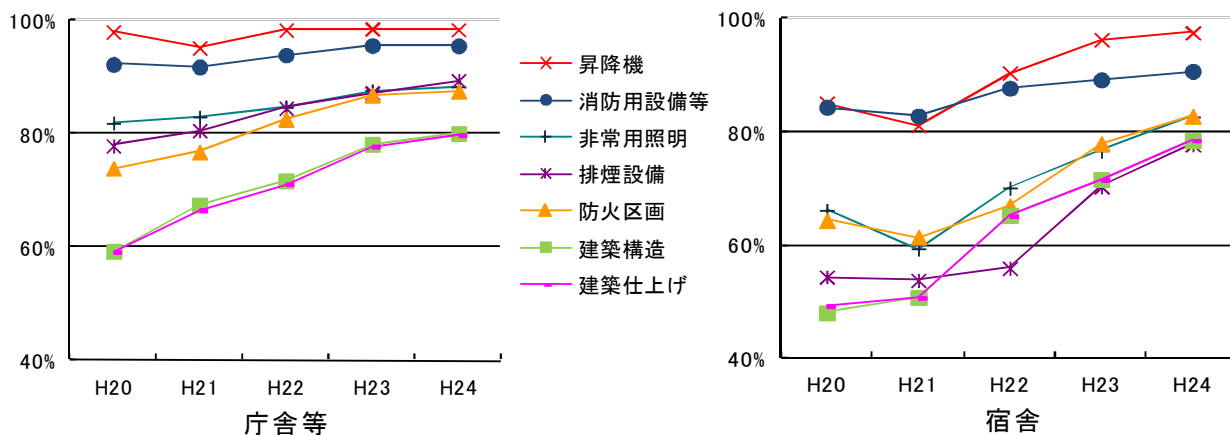 100%
80%
60%
40%
H20 H21 H22 H23 H24
庁舎等
昇降機
消防用設備等
非常用照明
排煙設備
防火区画
建築構造
建築仕上げ
100%
80%
60%
40%
H20 H21 H22 H23 H24
宿舎